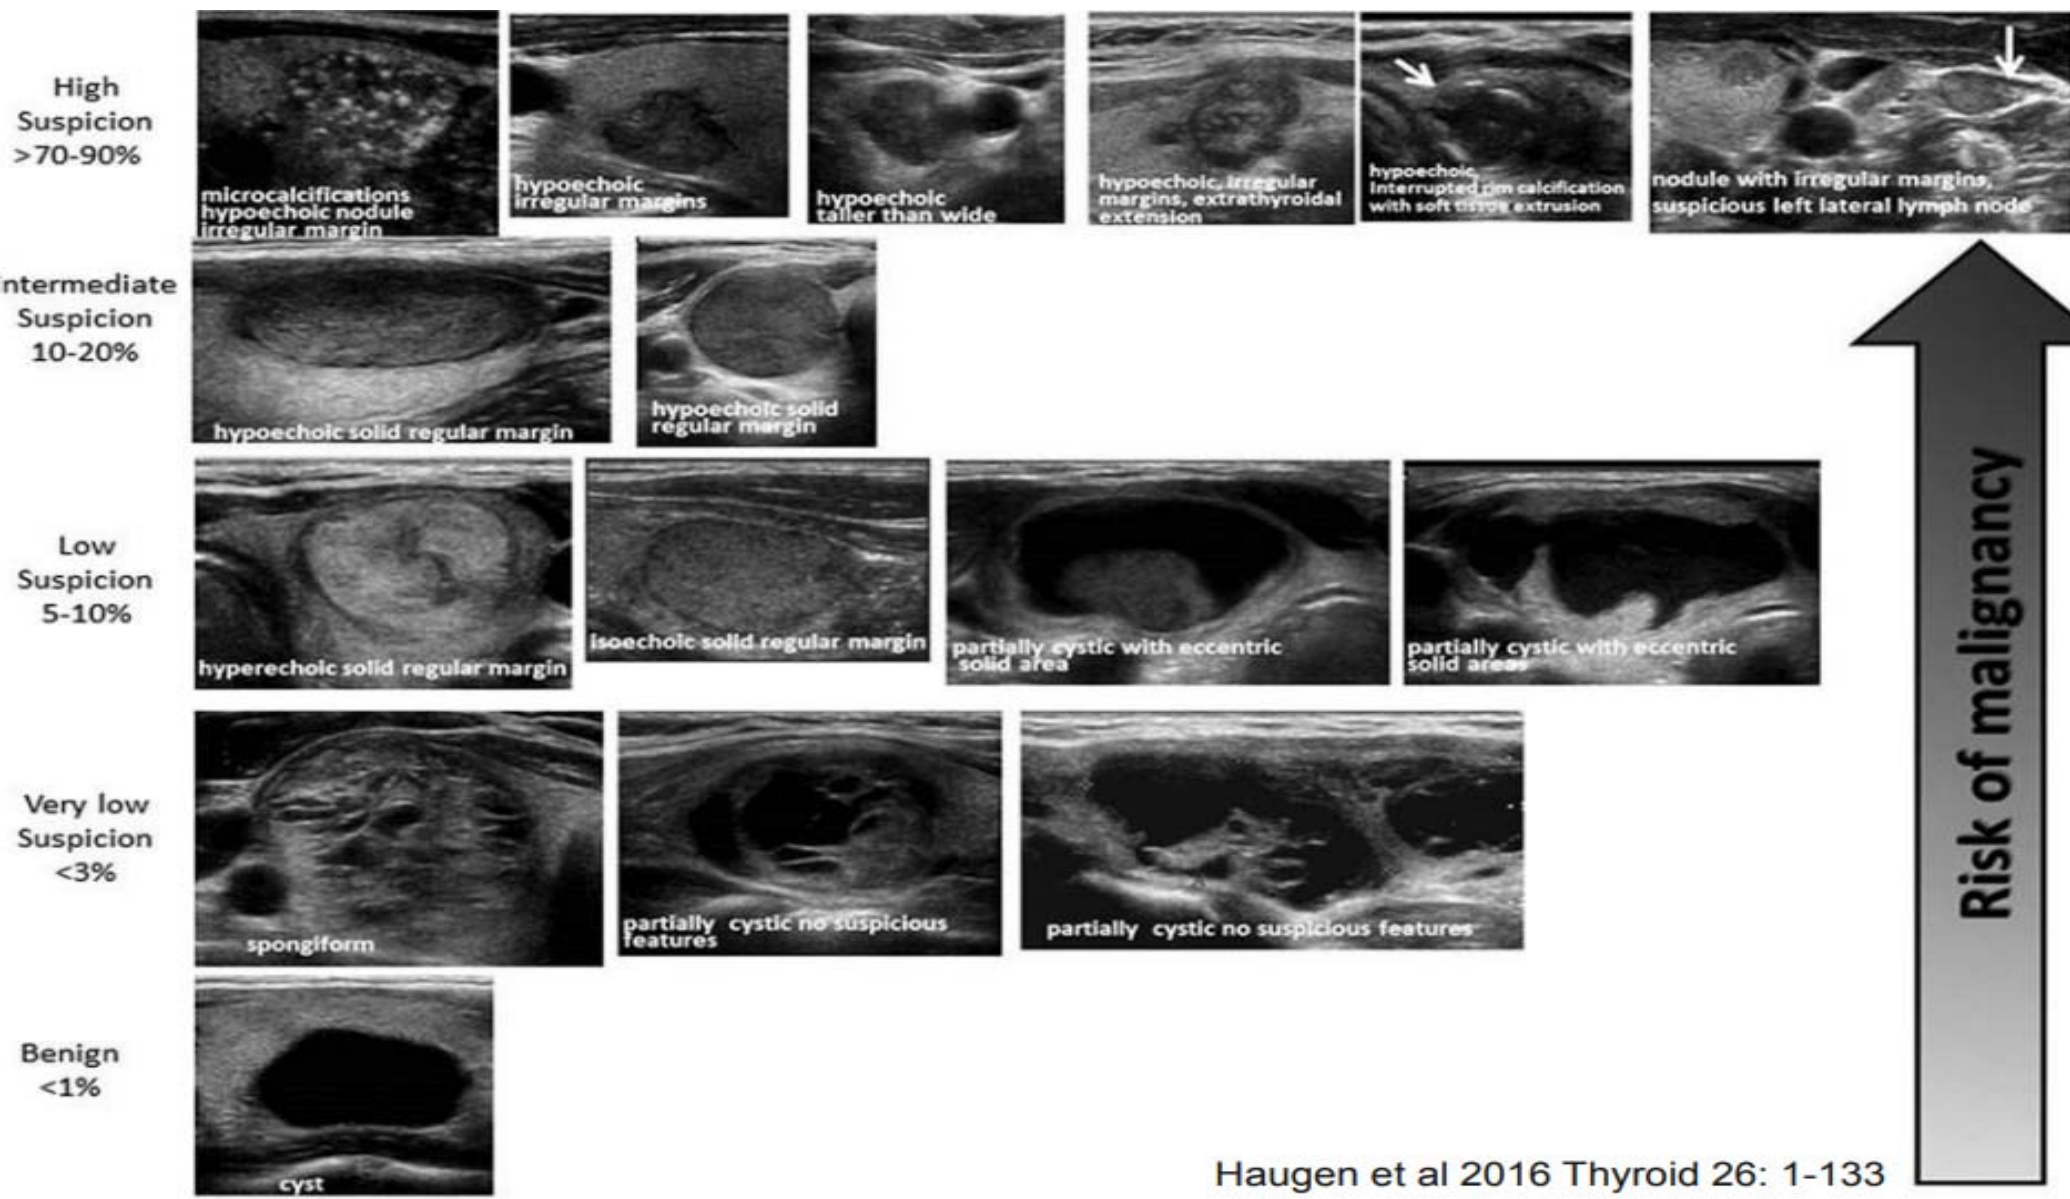 High
Suspicion
>70-90%
microcalcifications
hypoechoic nodule
irregular margin
hypoechoic
irregular margins
hypoechoic
taller than wide
hypoechoic, irregular
margins, extrathyroidal
extension
hypoechoic,
Interrupted rim calcification
with soft tissue extrusion
nodule with irregular margins,
suspicious left lateral lymph node
ntermediate
Suspicion
10-20%
hypoechoic solid regular margin
hypoechoic solid
regular margin
Low
Suspicion
5-10%
hyperechoic solid regular margin
isoechoic solid regular margin
partially cystic with eccentric
solid area
partially cystic with eccentric
solid areas
Very low
Suspicion
<3%
spongiform
partially cystic no suspicious
features
partially cystic no suspicious features
Benign
<1%
cyst
Risk of malignancy
Haugen et al 2016 Thyroid 26: 1-133